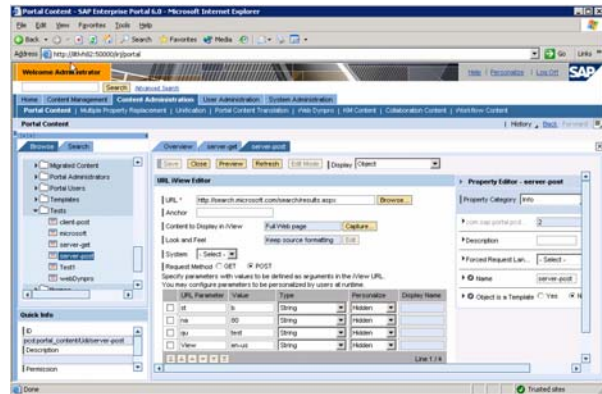 Portal Content - SAP Enterprise Portal 6.0 - Microsoft Internet Explorer
File Edit View Favorites Tools Help
Back Search Favorites Media
Address Go Links
Welcome Administrator Help | Personalize | Log Off SAP
Search Advanced Search
Home Content Management Content Administration User Administration System Administration
Portal Content | Multiple Property Replacement | Unification | Portal Content Translation | Web Dynpro | KM Content | Collaboration Content | Workflow Content
Portal Content | History Back Forward
Browse Search Overview server-get server-post
Migrated Content
Portal Administrators
Portal Users
Templates
Tests
client-post
microsoft
server-get
server-post
Test1
webDynpro
Quick Info
ID
Description
Permission
Save Close Preview Refresh Edit Mode Display Object
URL iView Editor
URL * http://search.microsoft.com/search/results.aspx Browse...
Anchor
Content to Display in iView Full Web page Capture...
Look and Feel Keep source formatting Edit
System - Select -
Request Method GET POST
Specify parameters with values to be defined as arguments in the iView URL.
You may configure parameters to be personalized by users at runtime.
URL Parameter Value Type Personalize Display Name
st b String Hidden
na 80 String Hidden
qu test String Hidden
View en-us String Hidden
Line 1 / 4
Property Editor - server-post
Property Category Info
2
Description
Forced Request Lan... - Select -
Name server-post
Object is a Template Yes
Done Trusted sites